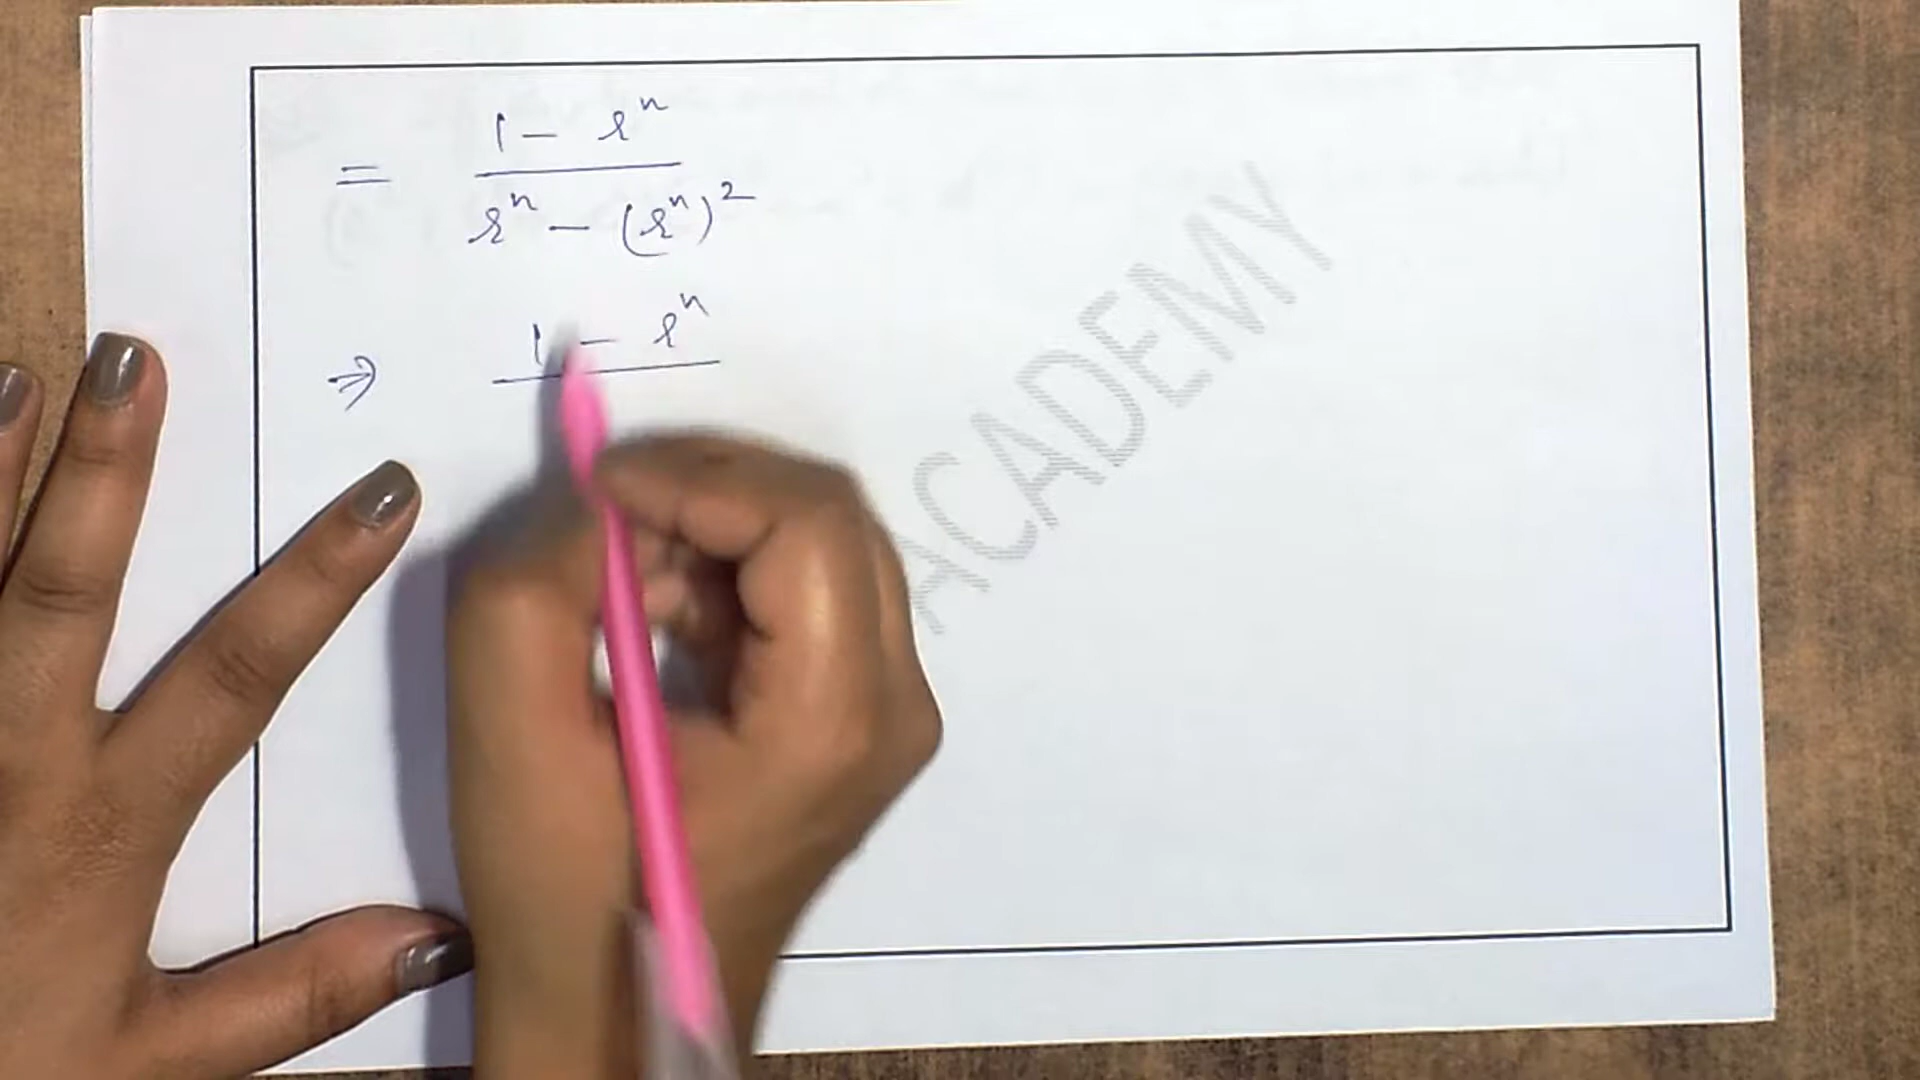 = 1 - r^n
r^n - (r^n)^2
⇒ 1 - r^n
ACADEMY